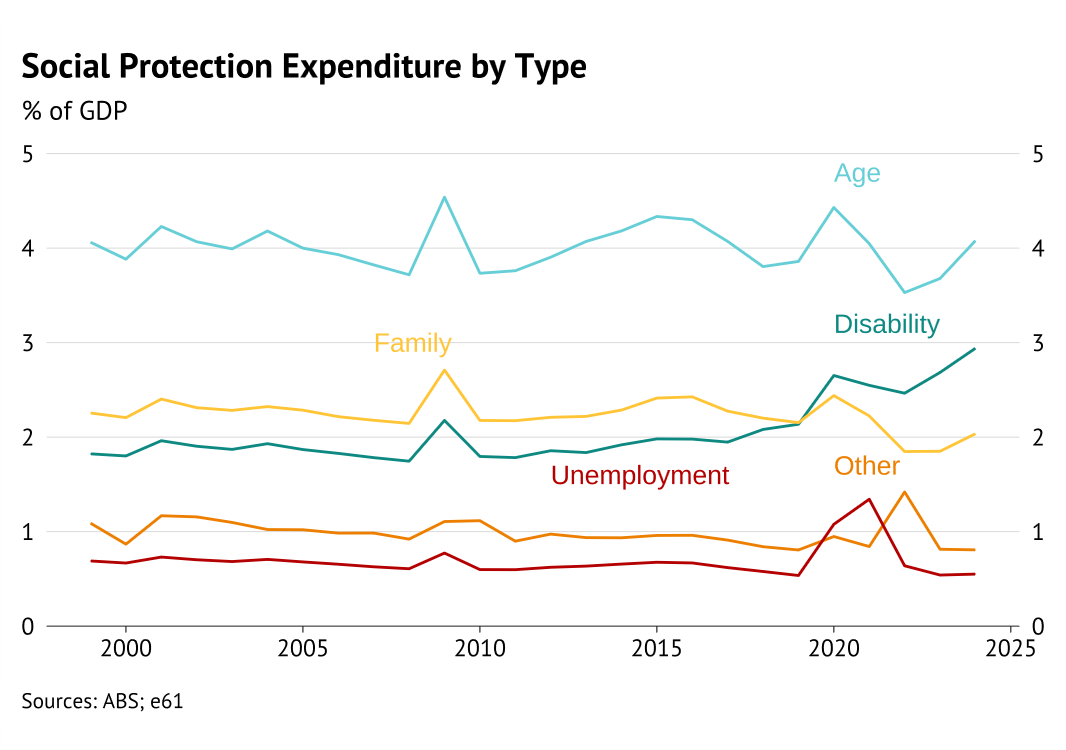 Social Protection Expenditure by Type
% of GDP
5 5
Age
4 4
Disability
3 3
Family
2 2
Other
Unemployment
1 1
0 0
2000 2005 2010 2015 2020 2025
Sources: ABS; e61